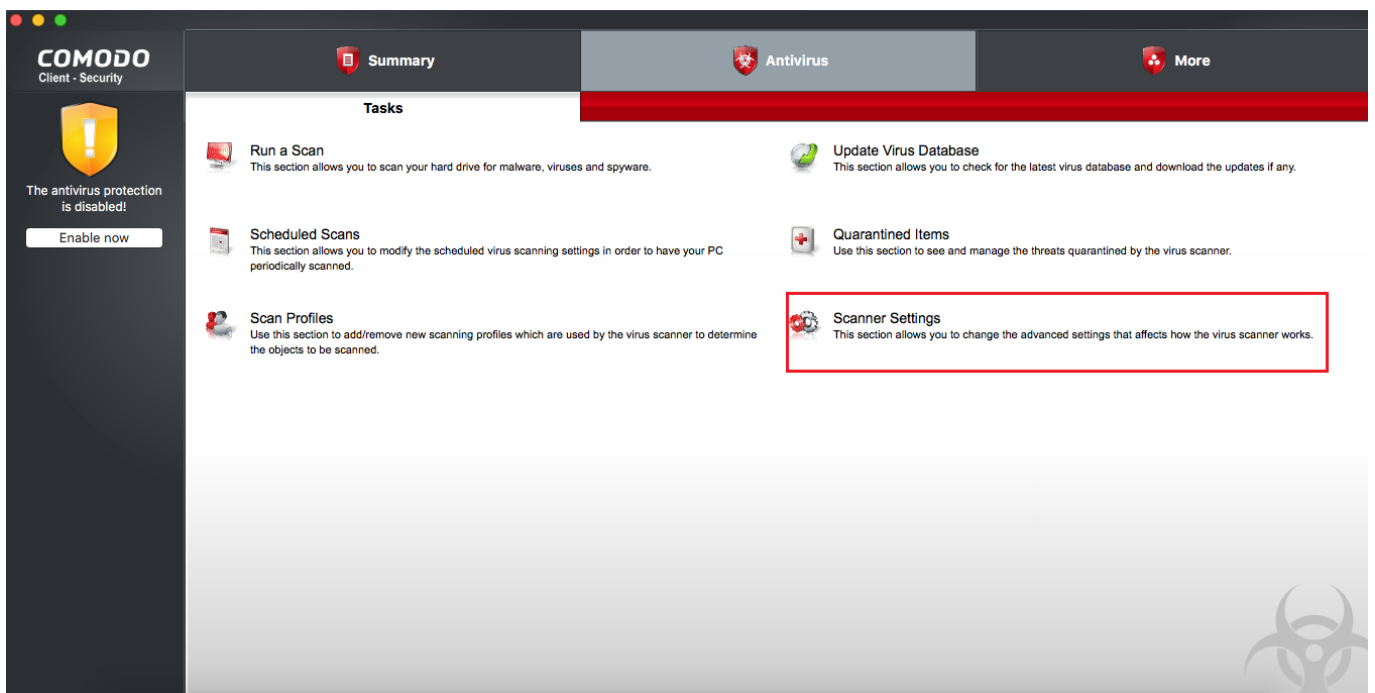 COMODO
Client - Security
Summary
Antivirus
More
The antivirus protection
is disabled!
Enable now
Tasks
Run a Scan
This section allows you to scan your hard drive for malware, viruses and spyware.
Update Virus Database
This section allows you to check for the latest virus database and download the updates if any.
Scheduled Scans
This section allows you to modify the scheduled virus scanning settings in order to have your PC
periodically scanned.
Quarantined Items
Use this section to see and manage the threats quarantined by the virus scanner.
Scan Profiles
Use this section to add/remove new scanning profiles which are used by the virus scanner to determine
the objects to be scanned.
Scanner Settings
This section allows you to change the advanced settings that affects how the virus scanner works.